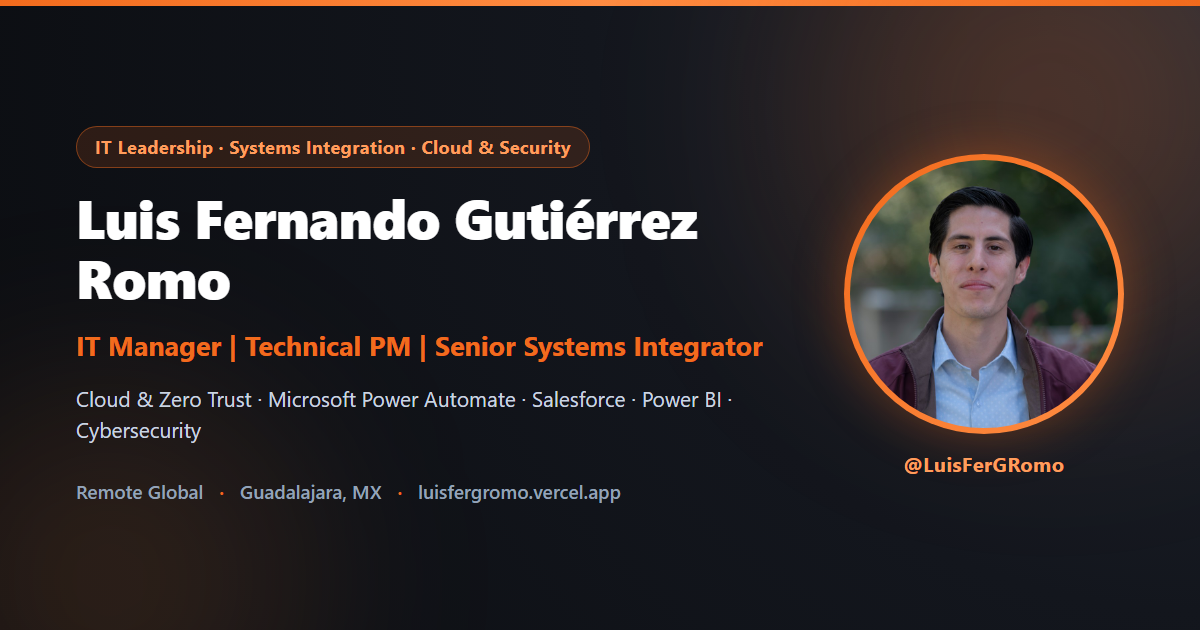 IT Leadership · Systems Integration · Cloud & Security
Luis Fernando Gutiérrez
Romo
IT Manager | Technical PM | Senior Systems Integrator
Cloud & Zero Trust · Microsoft Power Automate · Salesforce · Power BI ·
Cybersecurity
Remote Global · Guadalajara, MX · luisfergromo.vercel.app
@LuisFerGRomo